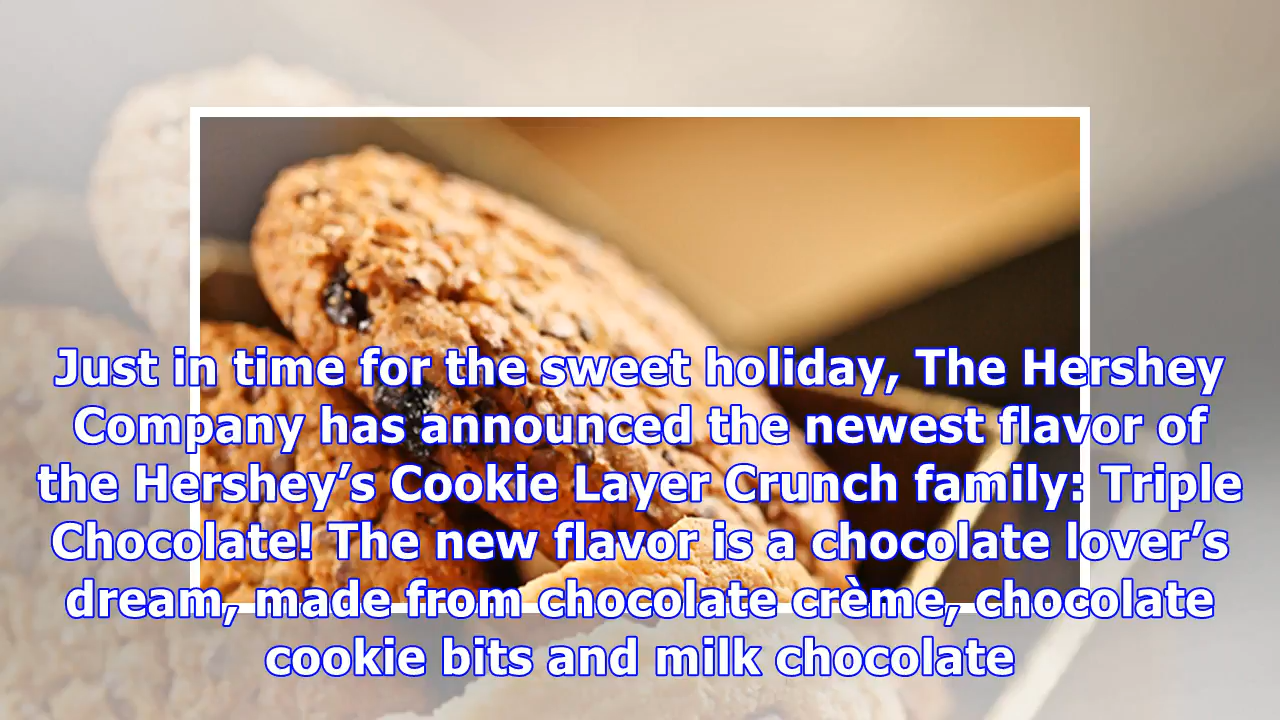 Just in time for the sweet holiday, The Hershey
Company has announced the newest flavor of
the Hershey’s Cookie Layer Crunch family: Triple
Chocolate! The new flavor is a chocolate lover’s
dream, made from chocolate crème, chocolate
cookie bits and milk chocolate